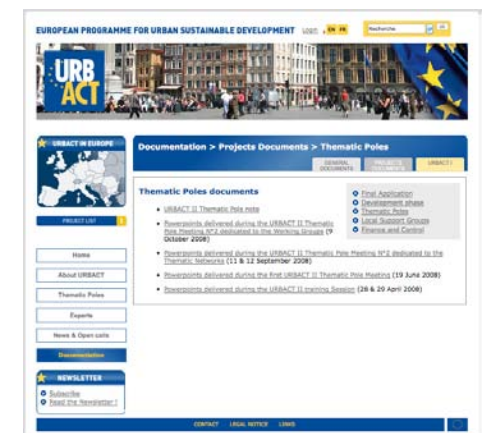 EUROPEAN PROGRAMME FOR URBAN SUSTAINABLE DEVELOPMENT
Login
EN FR
Recherche
ok
URB
ACT
URBACT IN EUROPE
PROJECT LIST
Home
About URBACT
Thematic Poles
Experts
News & Open calls
Documentation
NEWSLETTER
Subscribe
Read the Newsletter !
Documentation > Projects Documents > Thematic Poles
GENERAL
DOCUMENTS
PROJECTS
DOCUMENTS
URBACT I
Thematic Poles documents
Final Application
Development phase
Thematic Poles
Local Support Groups
Finance and Control
URBACT II Thematic Pole note
Powerpoints delivered during the URBACT II Thematic
Pole Meeting N°2 dedicated to the Working Groups (9
October 2008)
Powerpoints delivered during the URBACT II Thematic Pole Meeting N°2 dedicated to the
Thematic Networks (11 & 12 September 2008)
Powerpoints delivered during the first URBACT II Thematic Pole Meeting (19 June 2008)
Powerpoints delivered during the URBACT II training Session (28 & 29 April 2008)
CONTACT LEGAL NOTICE LINKS